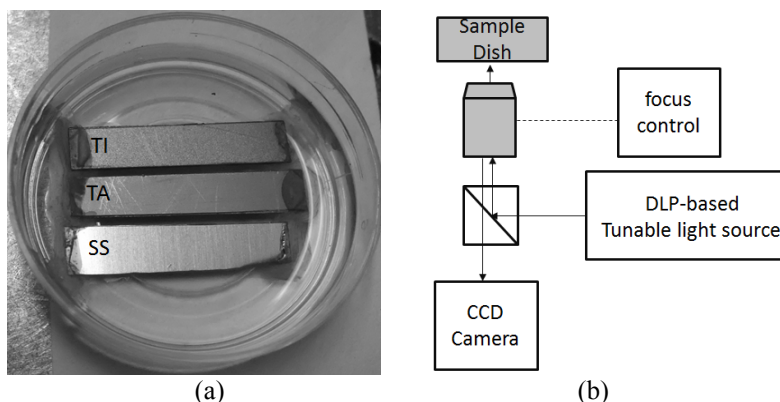 TI
TA
SS
(a)
Sample
Dish
focus
control
DLP-based
Tunable light source
CCD
Camera
(b)